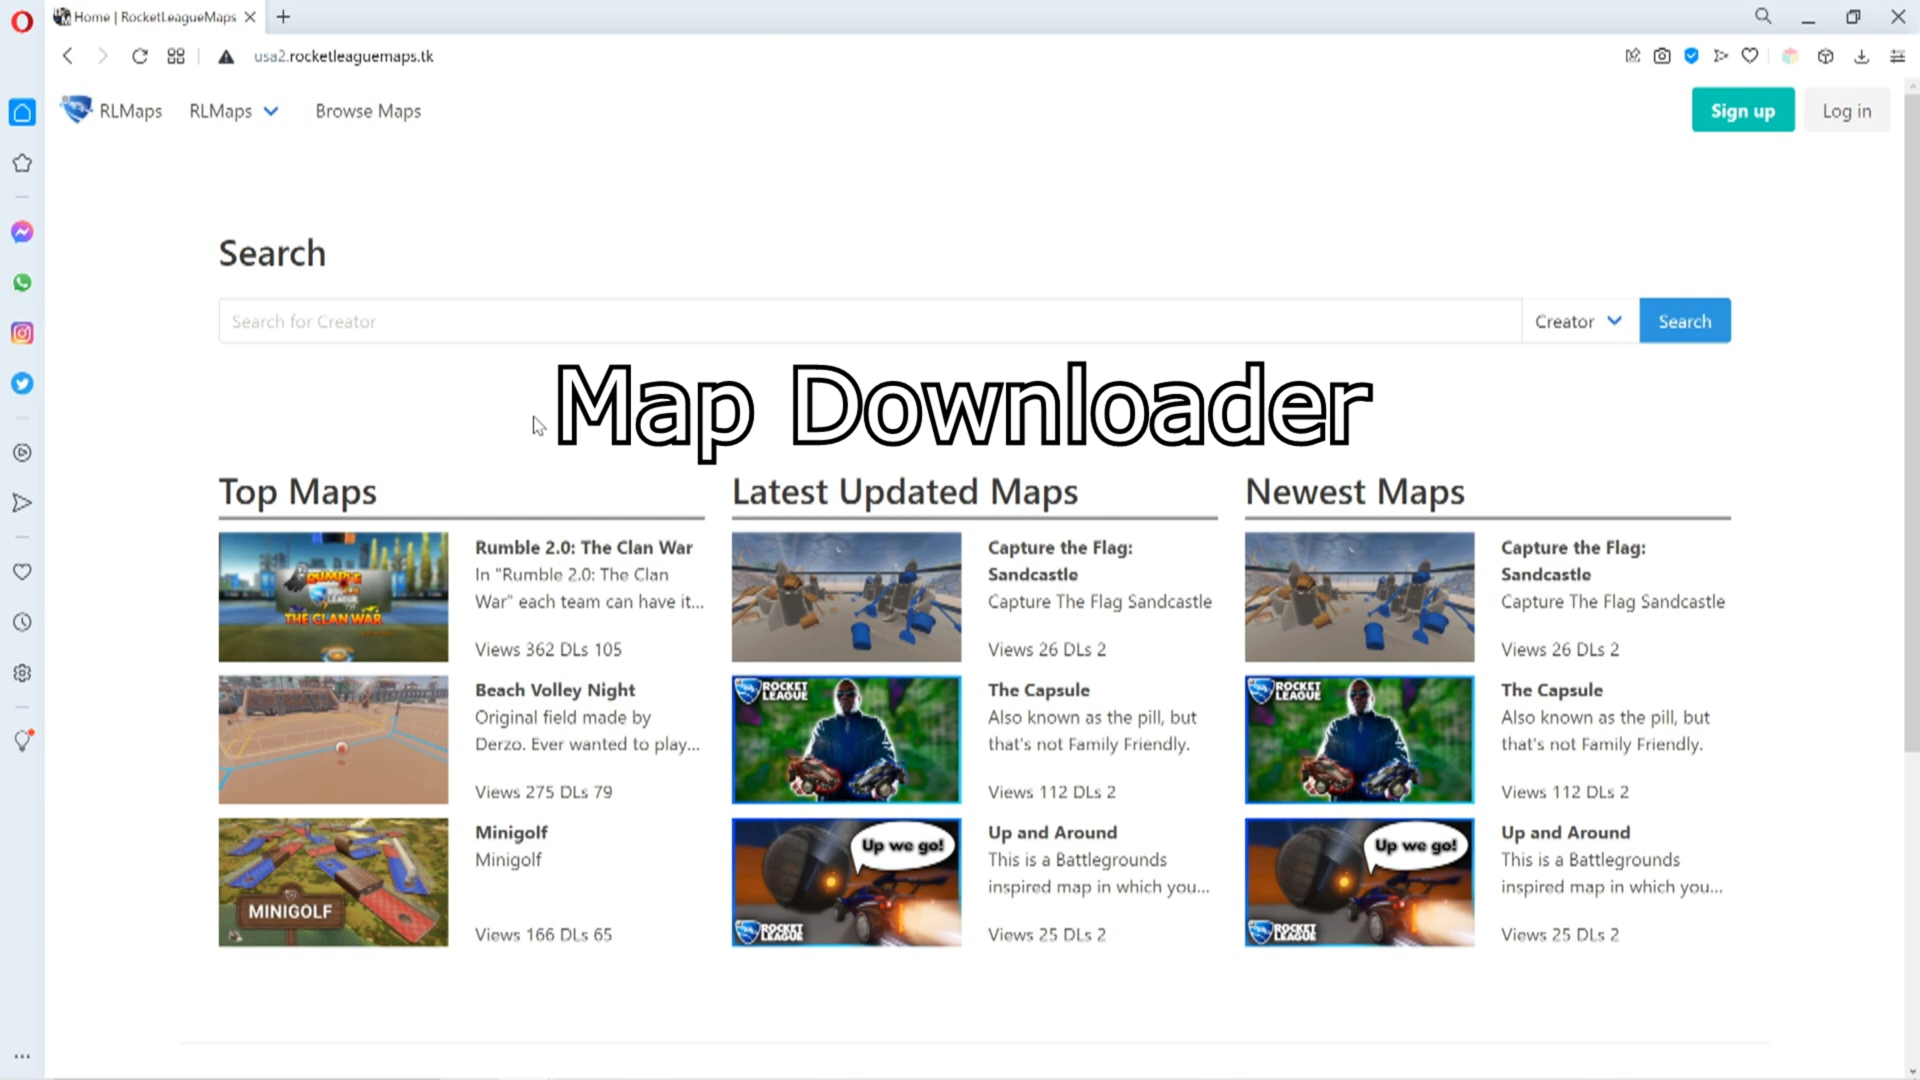 Home | RocketLeagueMaps
usa2.rocketleaguemaps.tk
RLMaps RLMaps Browse Maps Sign up Log in
Search
Search for Creator Creator Search
Map Downloader
Top Maps
Rumble 2.0: The Clan War
In "Rumble 2.0: The Clan
War" each team can have it...
Views 362 DLs 105
RUMBLE
LEAGUE
THE CLAN WAR
Beach Volley Night
Original field made by
Derzo. Ever wanted to play...
Views 275 DLs 79
Minigolf
Minigolf
Views 166 DLs 65
MINIGOLF
Latest Updated Maps
Capture the Flag:
Sandcastle
Capture The Flag Sandcastle
Views 26 DLs 2
ROCKET
LEAGUE
The Capsule
Also known as the pill, but
that's not Family Friendly.
Views 112 DLs 2
Up we go!
ROCKET
LEAGUE
Up and Around
This is a Battlegrounds
inspired map in which you...
Views 25 DLs 2
Newest Maps
Capture the Flag:
Sandcastle
Capture The Flag Sandcastle
Views 26 DLs 2
ROCKET
LEAGUE
The Capsule
Also known as the pill, but
that's not Family Friendly.
Views 112 DLs 2
Up we go!
ROCKET
LEAGUE
Up and Around
This is a Battlegrounds
inspired map in which you...
Views 25 DLs 2